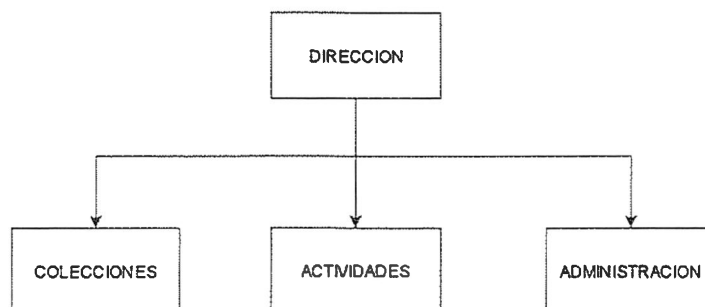 DIRECCION
COLECCIONES
ACTIVIDADES
ADMINISTRACION